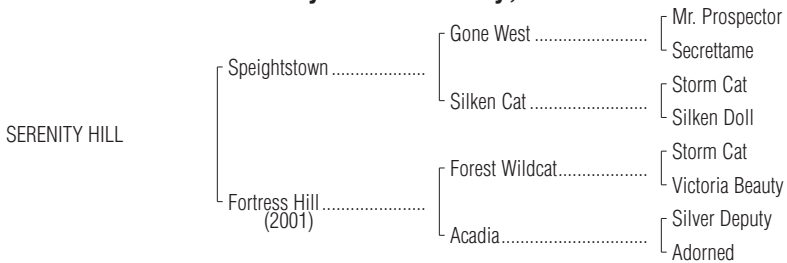 Mr. Prospector
Gone West
Secrettame
Speightstown
Storm Cat
Silken Cat
Silken Doll
SERENITY HILL
Storm Cat
Forest Wildcat
Victoria Beauty
Fortress Hill
(2001)
Silver Deputy
Acadia
Adorned